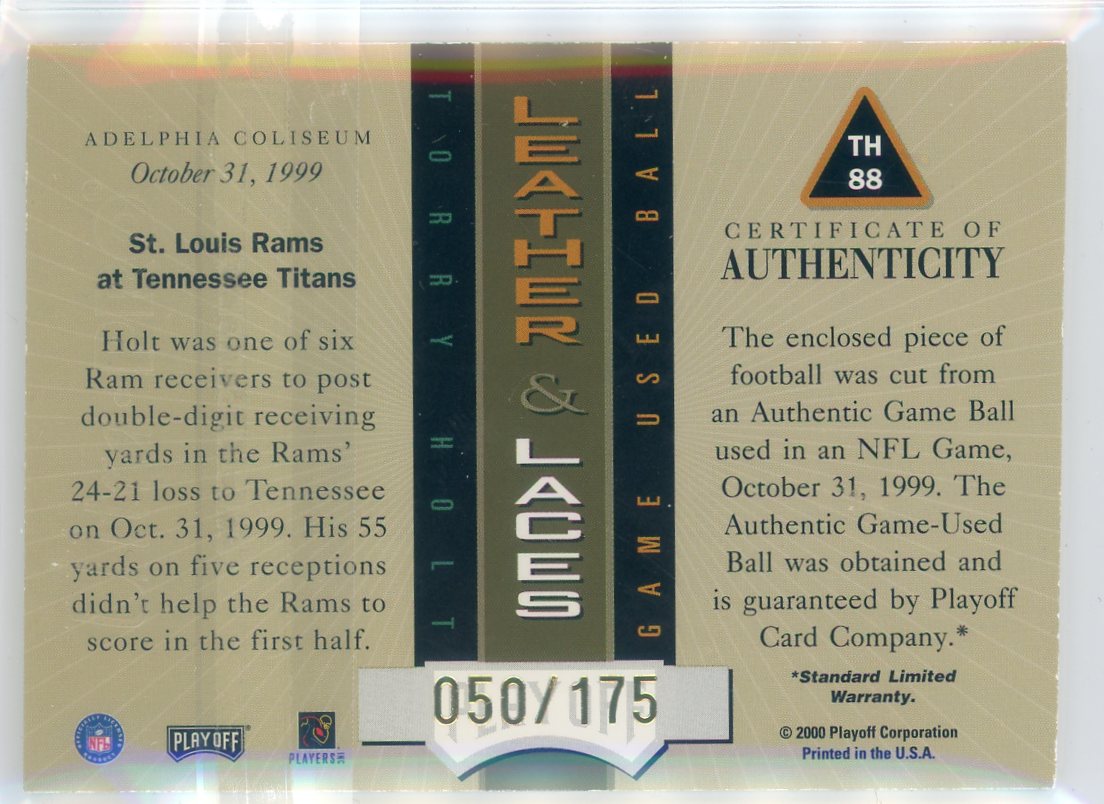 ADELPHIA COLISEUM
October 31, 1999
St. Louis Rams
at Tennessee Titans
Holt was one of six
Ram receivers to post
double-digit receiving
yards in the Rams'
24-21 loss to Tennessee
on Oct. 31, 1999. His 55
yards on five receptions
didn't help the Rams to
score in the first half.
NFL
PLAYOFF
PLAYERS INC
TORRY HOLT
LEATHER & LACES
GAME USED BALL
PLAYOFF
050/175
TH
88
CERTIFICATE OF
AUTHENTICITY
The enclosed piece of
football was cut from
an Authentic Game Ball
used in an NFL Game,
October 31, 1999. The
Authentic Game-Used
Ball was obtained and
is guaranteed by Playoff
Card Company.*
*Standard Limited
Warranty.
© 2000 Playoff Corporation
Printed in the U.S.A.